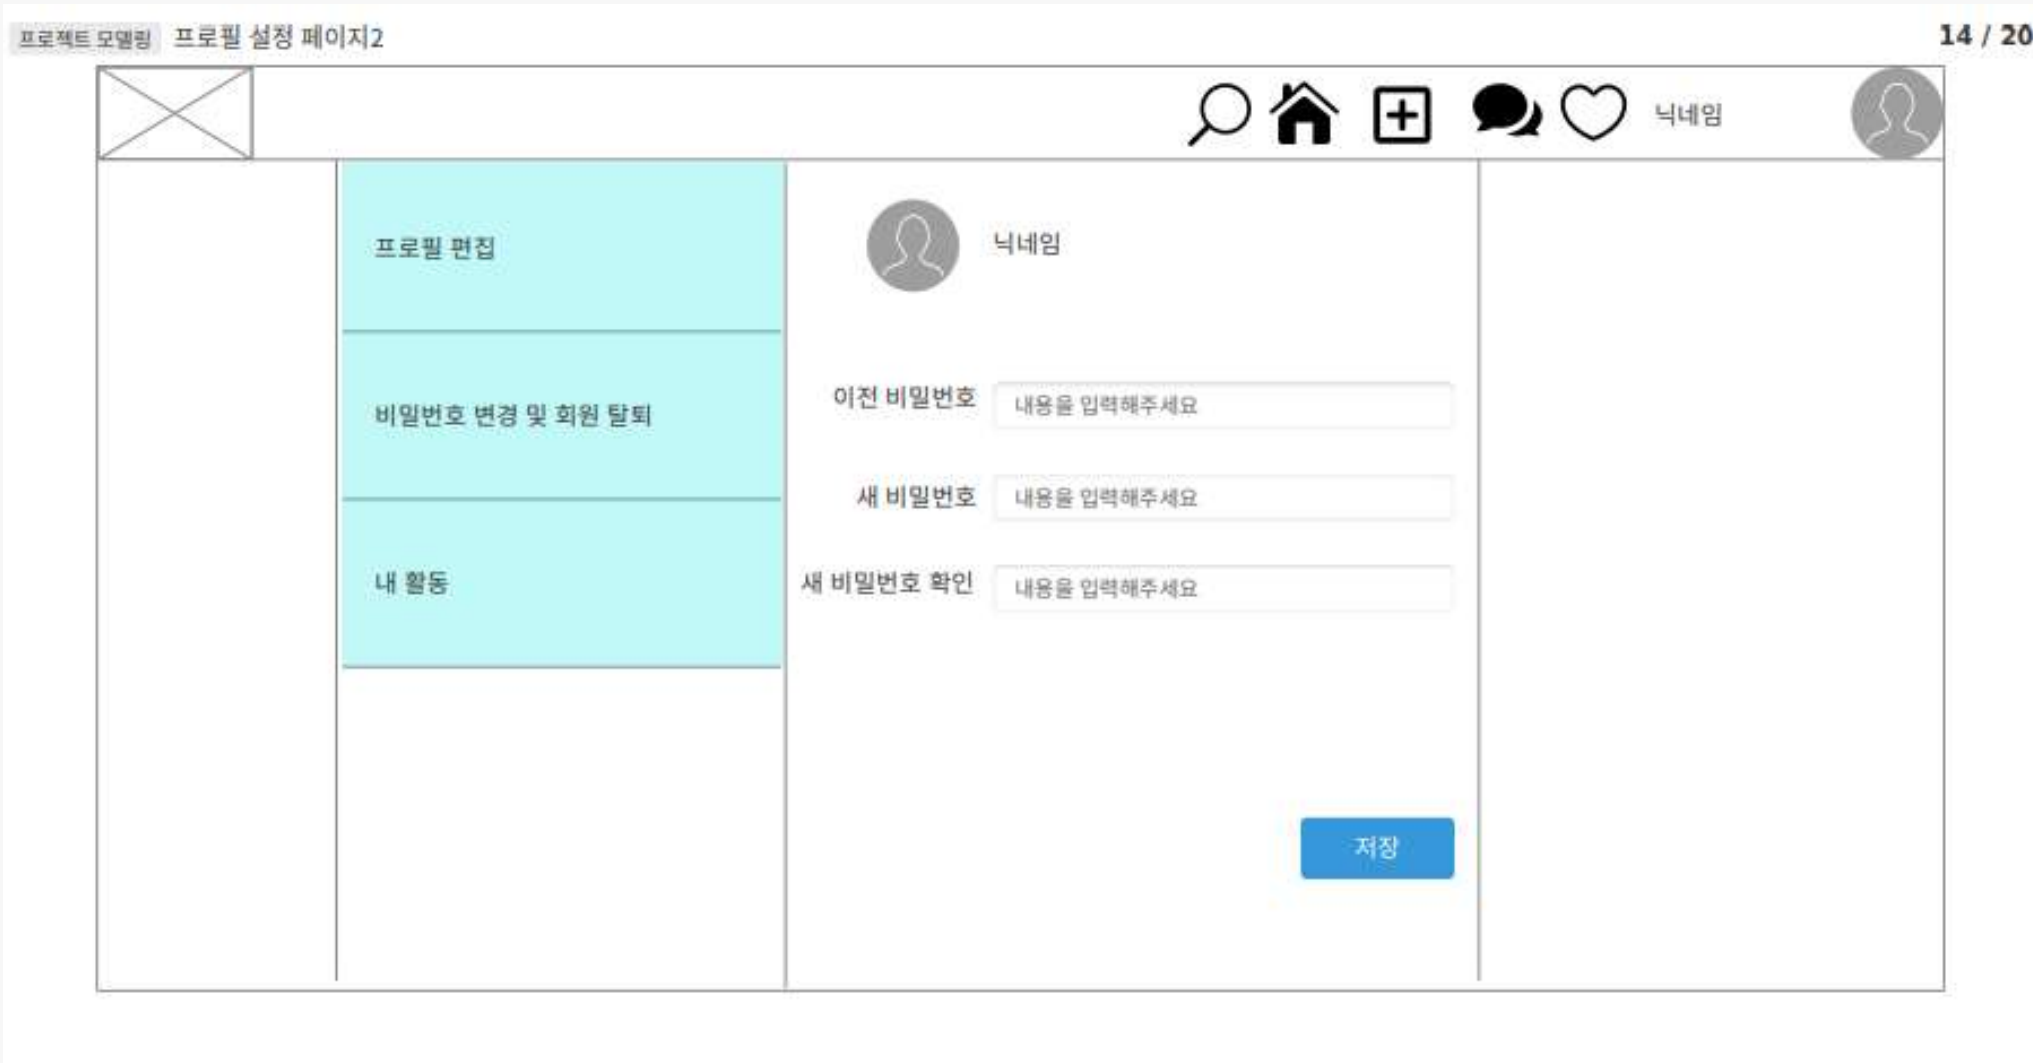 프로젝트 모델링 프로필 설정 페이지2
14 / 20
닉네임
프로필 편집
비밀번호 변경 및 회원 탈퇴
내 활동
닉네임
이전 비밀번호 내용을 입력해주세요
새 비밀번호 내용을 입력해주세요
새 비밀번호 확인 내용을 입력해주세요
저장